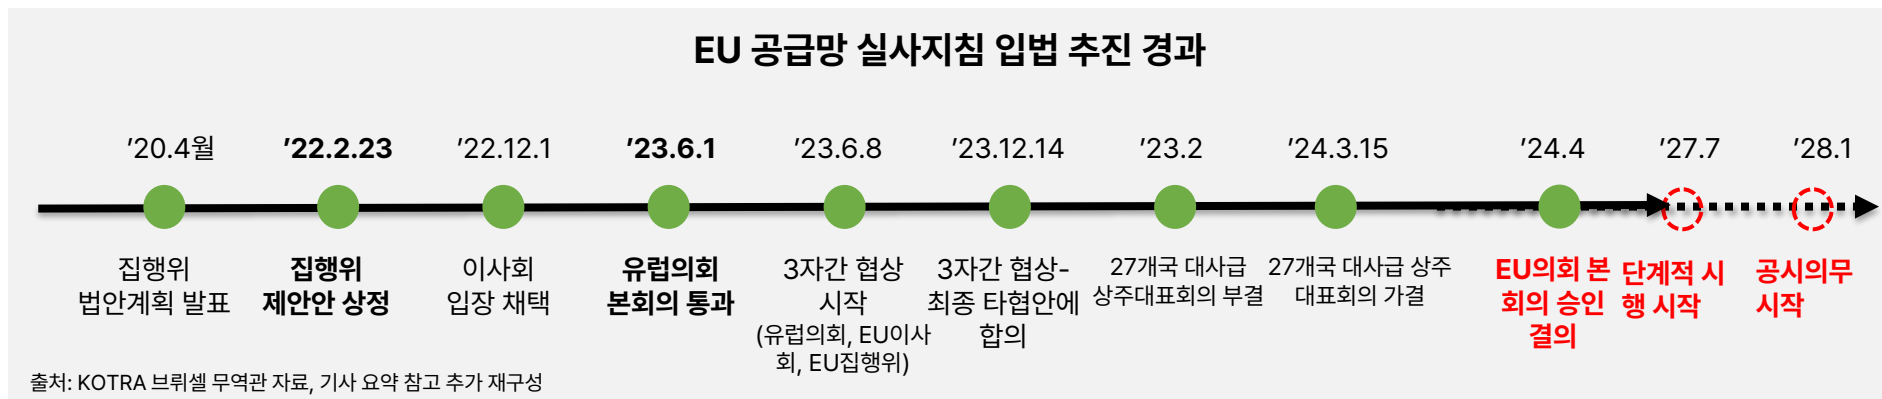 EU 공급망 실사지침 입법 추진 경과
’20.4월
’22.2.23
’22.12.1
’23.6.1
’23.6.8
’23.12.14
’23.2
’24.3.15
’24.4
’27.7
’28.1
집행위
법안계획 발표
집행위
제안안 상정
이사회
입장 채택
유럽의회
본회의 통과
3자간 협상
시작
(유럽의회, EU이사
회, EU집행위)
3자간 협상-
최종 타협안에
합의
27개국 대사급
상주대표회의 부결
27개국 대사급 상주
대표회의 가결
EU의회 본
회의 승인
결의
단계적 시
행 시작
공시의무
시작
출처: KOTRA 브뤼셀 무역관 자료, 기사 요약 참고 추가 재구성